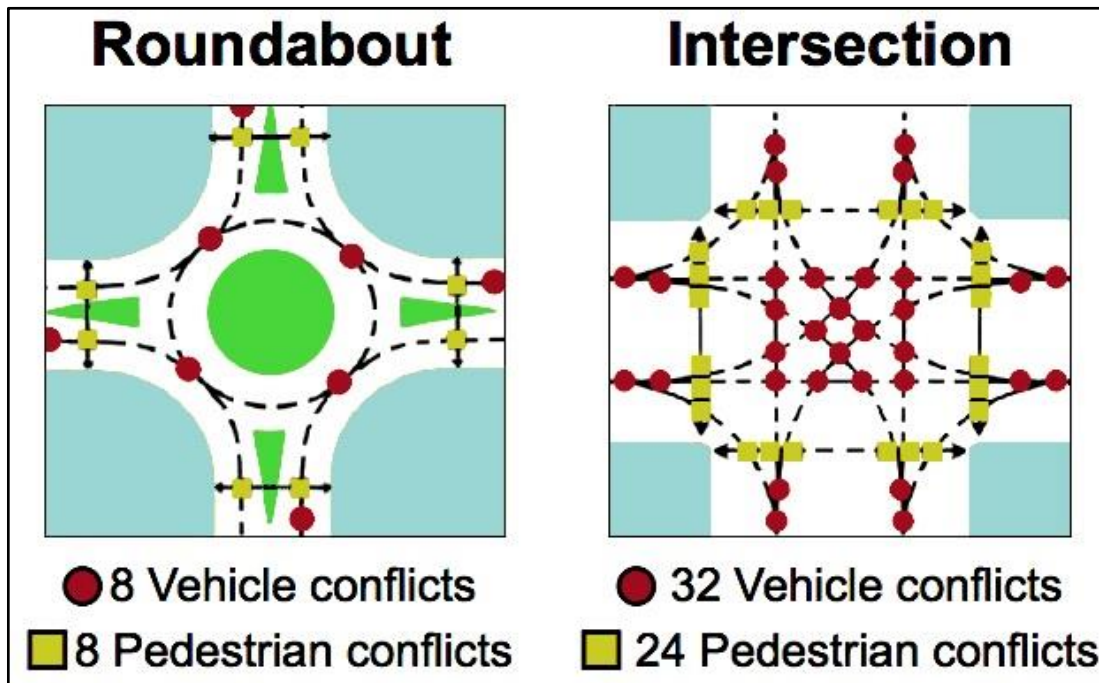 Roundabout
Intersection
8 Vehicle conflicts
8 Pedestrian conflicts
32 Vehicle conflicts
24 Pedestrian conflicts